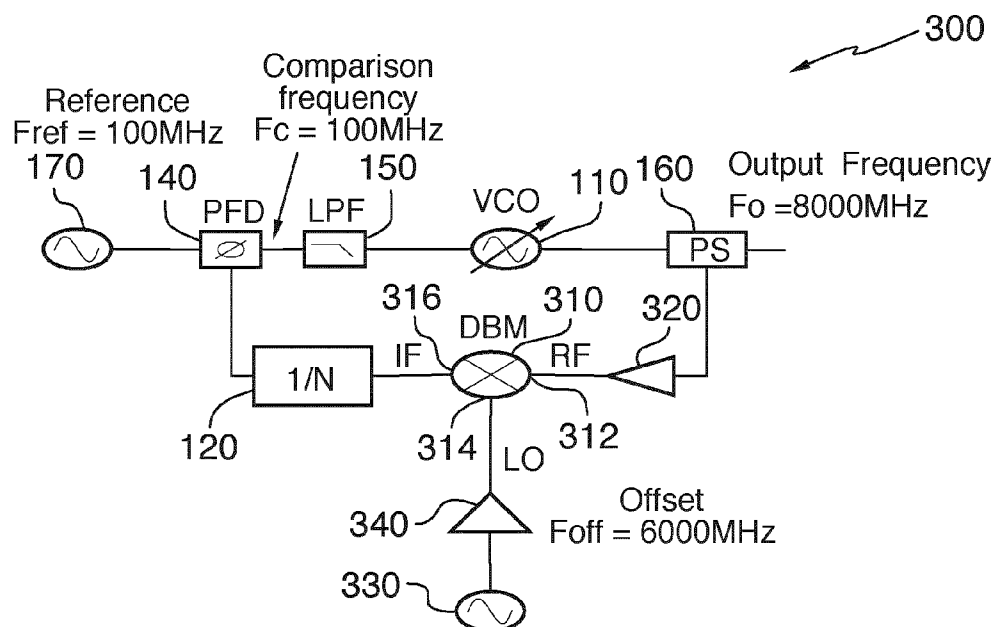 300
Comparison
frequency
Fc = 100MHz
Reference
Fref = 100MHz
170
140
150
VCO
110
160
Output Frequency
Fo =8000MHz
PFD
LPF
Ø
PS
316
DBM
310
320
IF
RF
1/N
120
314
312
LO
340
Offset
Foff = 6000MHz
330